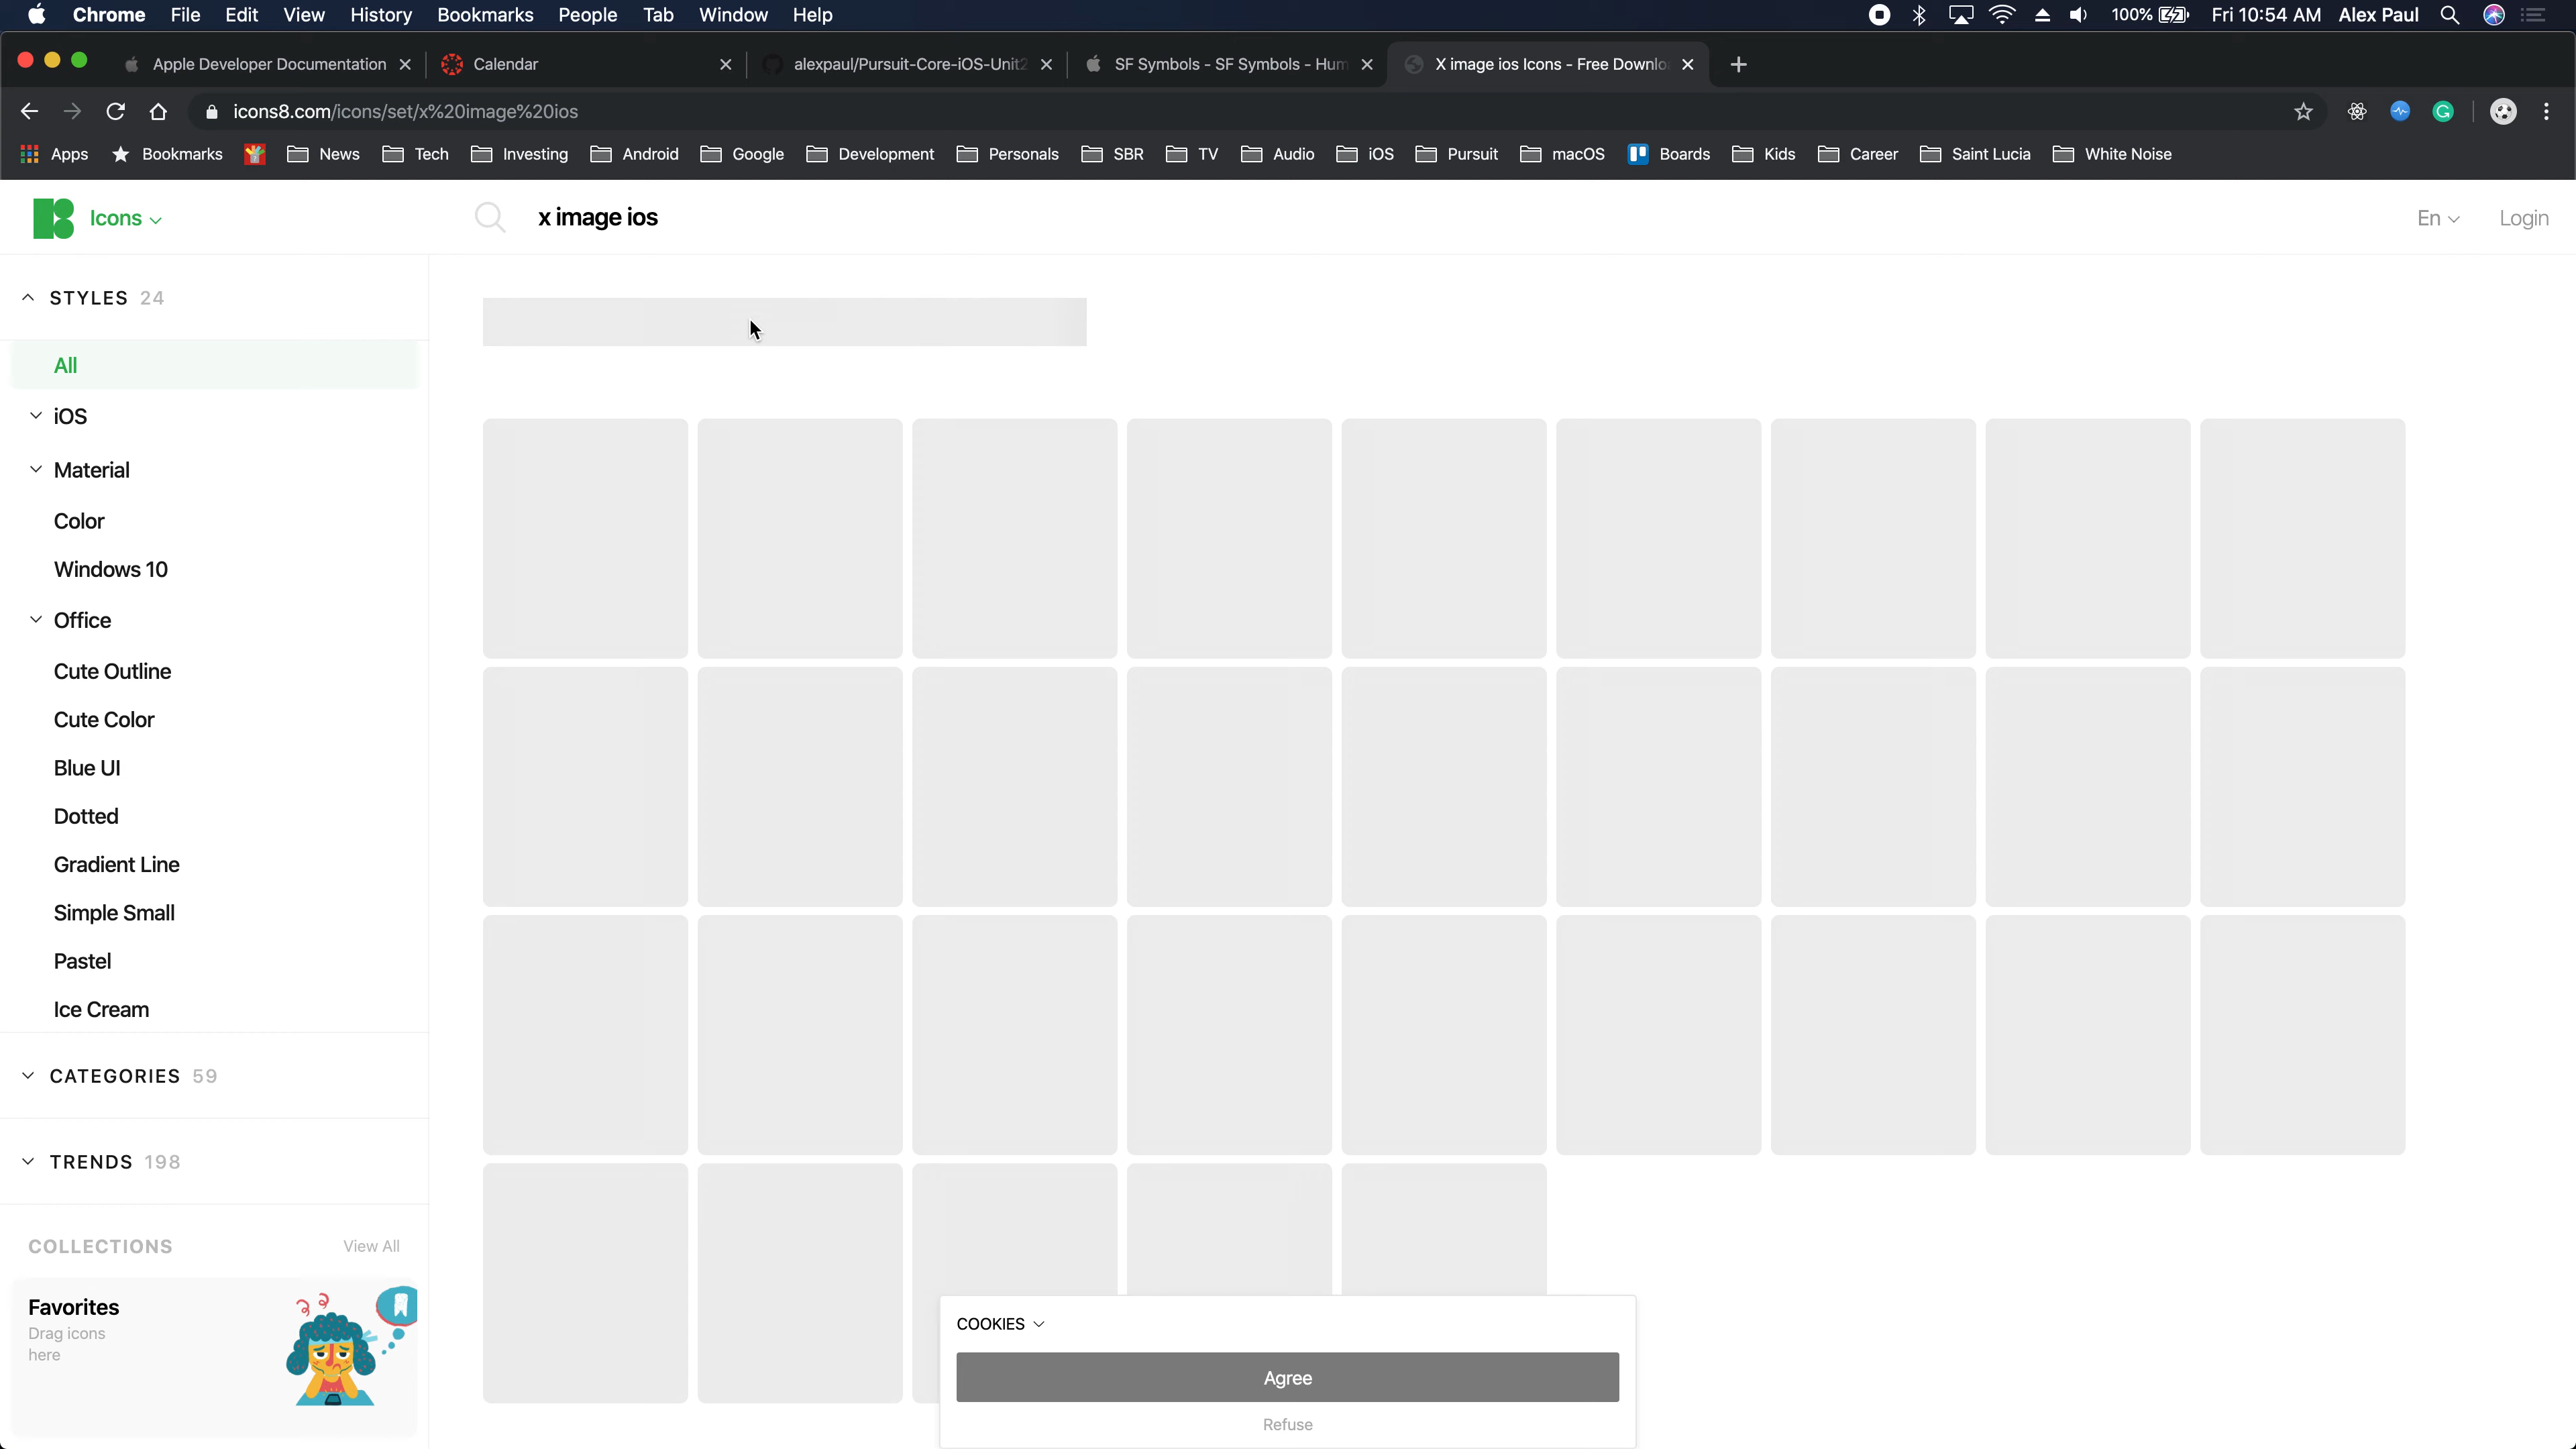 Chrome File Edit View History Bookmarks People Tab Window Help 100% Fri 10:54 AM Alex Paul
Apple Developer Documentation Calendar alexpaul/Pursuit-Core-iOS-Unit2 SF Symbols - SF Symbols - Hum X image ios Icons - Free Downlo
icons8.com/icons/set/x%20image%20ios
Apps Bookmarks News Tech Investing Android Google Development Personals SBR TV Audio iOS Pursuit macOS Boards Kids Career Saint Lucia White Noise
Icons x image ios En Login
STYLES 24
All
iOS
Material
Color
Windows 10
Office
Cute Outline
Cute Color
Blue UI
Dotted
Gradient Line
Simple Small
Pastel
Ice Cream
CATEGORIES 59
TRENDS 198
COLLECTIONS View All
Favorites
Drag icons
here
COOKIES
Agree
Refuse